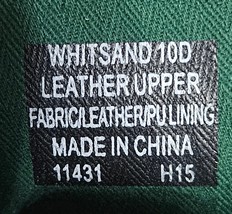 WHITSAND 10D
LEATHER UPPER
FABRIC/LEATHER/PU LINING
MADE IN CHINA
11431 H15